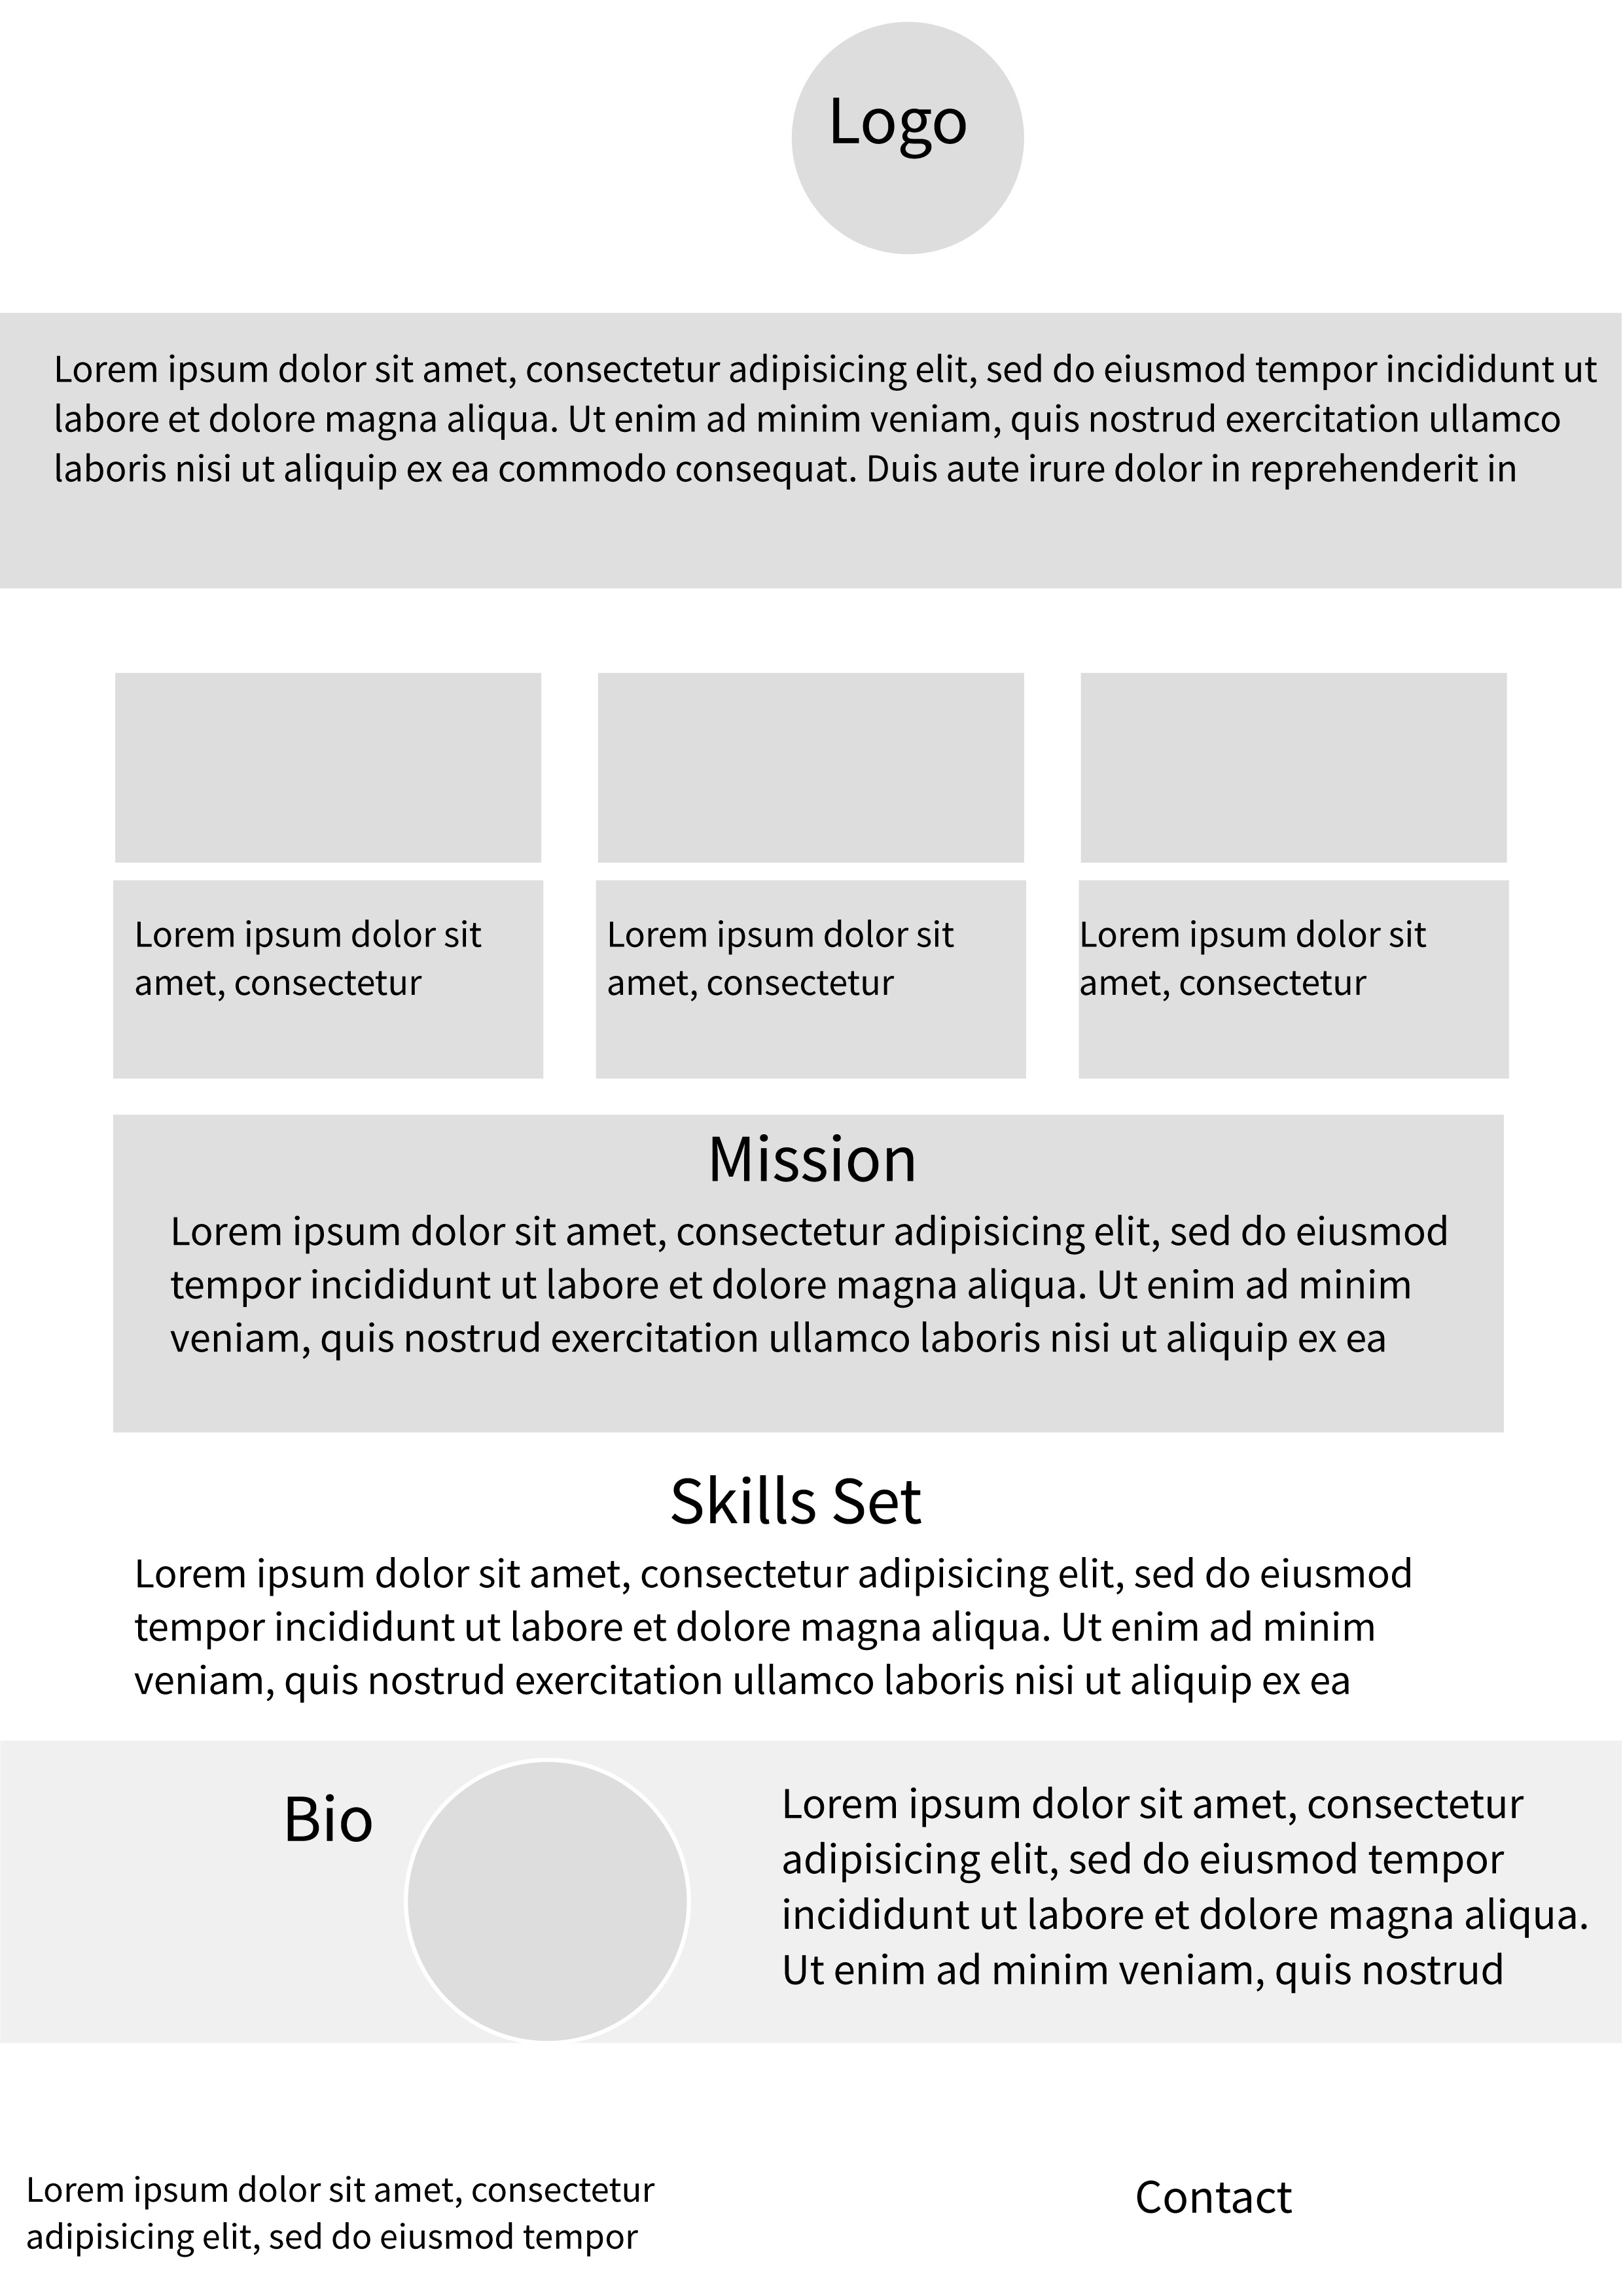 Logo
Lorem ipsum dolor sit amet, consectetur adipisicing elit, sed do eiusmod tempor incididunt ut
labore et dolore magna aliqua. Ut enim ad minim veniam, quis nostrud exercitation ullamco
laboris nisi ut aliquip ex ea commodo consequat. Duis aute irure dolor in reprehenderit in
Lorem ipsum dolor sit
amet, consectetur
Lorem ipsum dolor sit
amet, consectetur
Lorem ipsum dolor sit
amet, consectetur
Mission
Lorem ipsum dolor sit amet, consectetur adipisicing elit, sed do eiusmod
tempor incididunt ut labore et dolore magna aliqua. Ut enim ad minim
veniam, quis nostrud exercitation ullamco laboris nisi ut aliquip ex ea
Skills Set
Lorem ipsum dolor sit amet, consectetur adipisicing elit, sed do eiusmod
tempor incididunt ut labore et dolore magna aliqua. Ut enim ad minim
veniam, quis nostrud exercitation ullamco laboris nisi ut aliquip ex ea
Bio
Lorem ipsum dolor sit amet, consectetur
adipisicing elit, sed do eiusmod tempor
incididunt ut labore et dolore magna aliqua.
Ut enim ad minim veniam, quis nostrud
Lorem ipsum dolor sit amet, consectetur
adipisicing elit, sed do eiusmod tempor
Contact